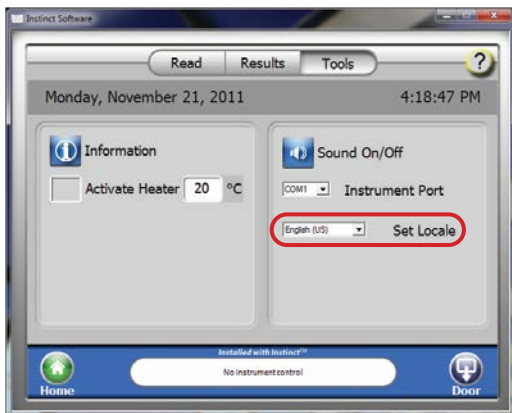 Instinct Software
Read Results Tools ?
Monday, November 21, 2011 4:18:47 PM
Information
Activate Heater 20 °C
Sound On/Off
COM1 Instrument Port
English (US) Set Locale
Installed with Instinct™
No instrument control
Home Door